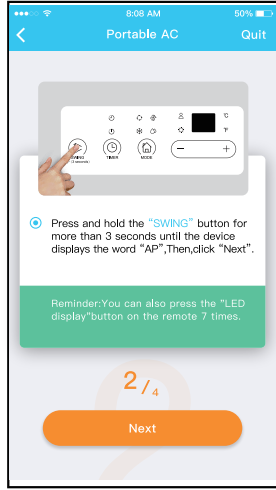 8:08 AM
50%
Portable AC
Quit
°C
°F
SWING
(3 seconds)
TIMER
MODE
Press and hold the “SWING” button for
more than 3 seconds until the device
displays the word “AP”,Then,click “Next”.
Reminder:You can also press the “LED
display”button on the remote 7 times.
2/4
Next